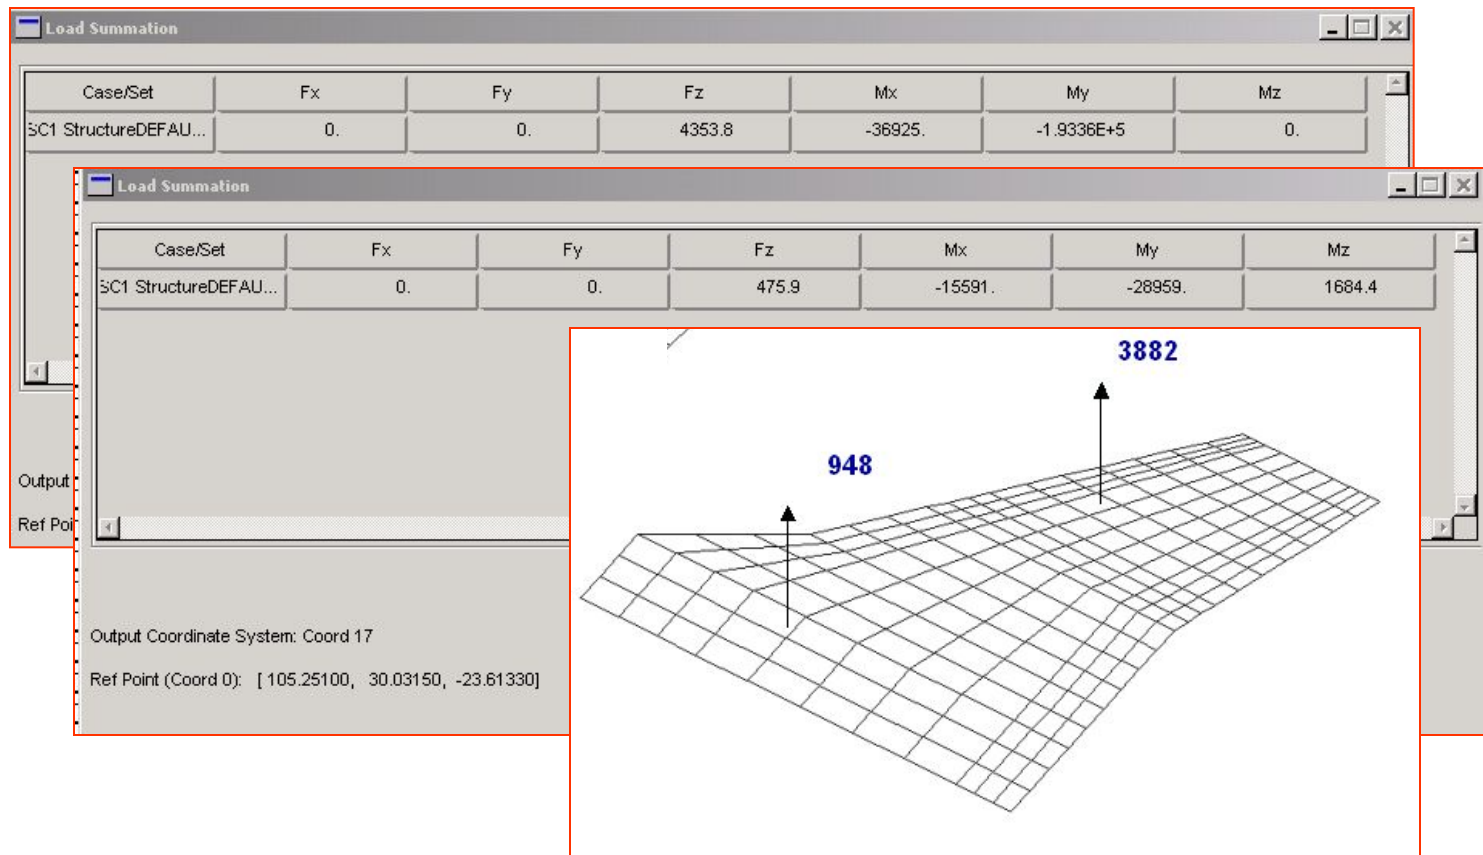 Load Summation
Case/Set Fx Fy Fz Mx My Mz
SC1 StructureDEFAU... 0. 0. 4353.8 -36925. -1.9336E+5 0.
Load Summation
Case/Set Fx Fy Fz Mx My Mz
SC1 StructureDEFAU... 0. 0. 475.9 -15591. -28959. 1684.4
3882
948
Output
Ref Poi
Output Coordinate System: Coord 17
Ref Point (Coord 0): [ 105.25100, 30.03150, -23.61330]